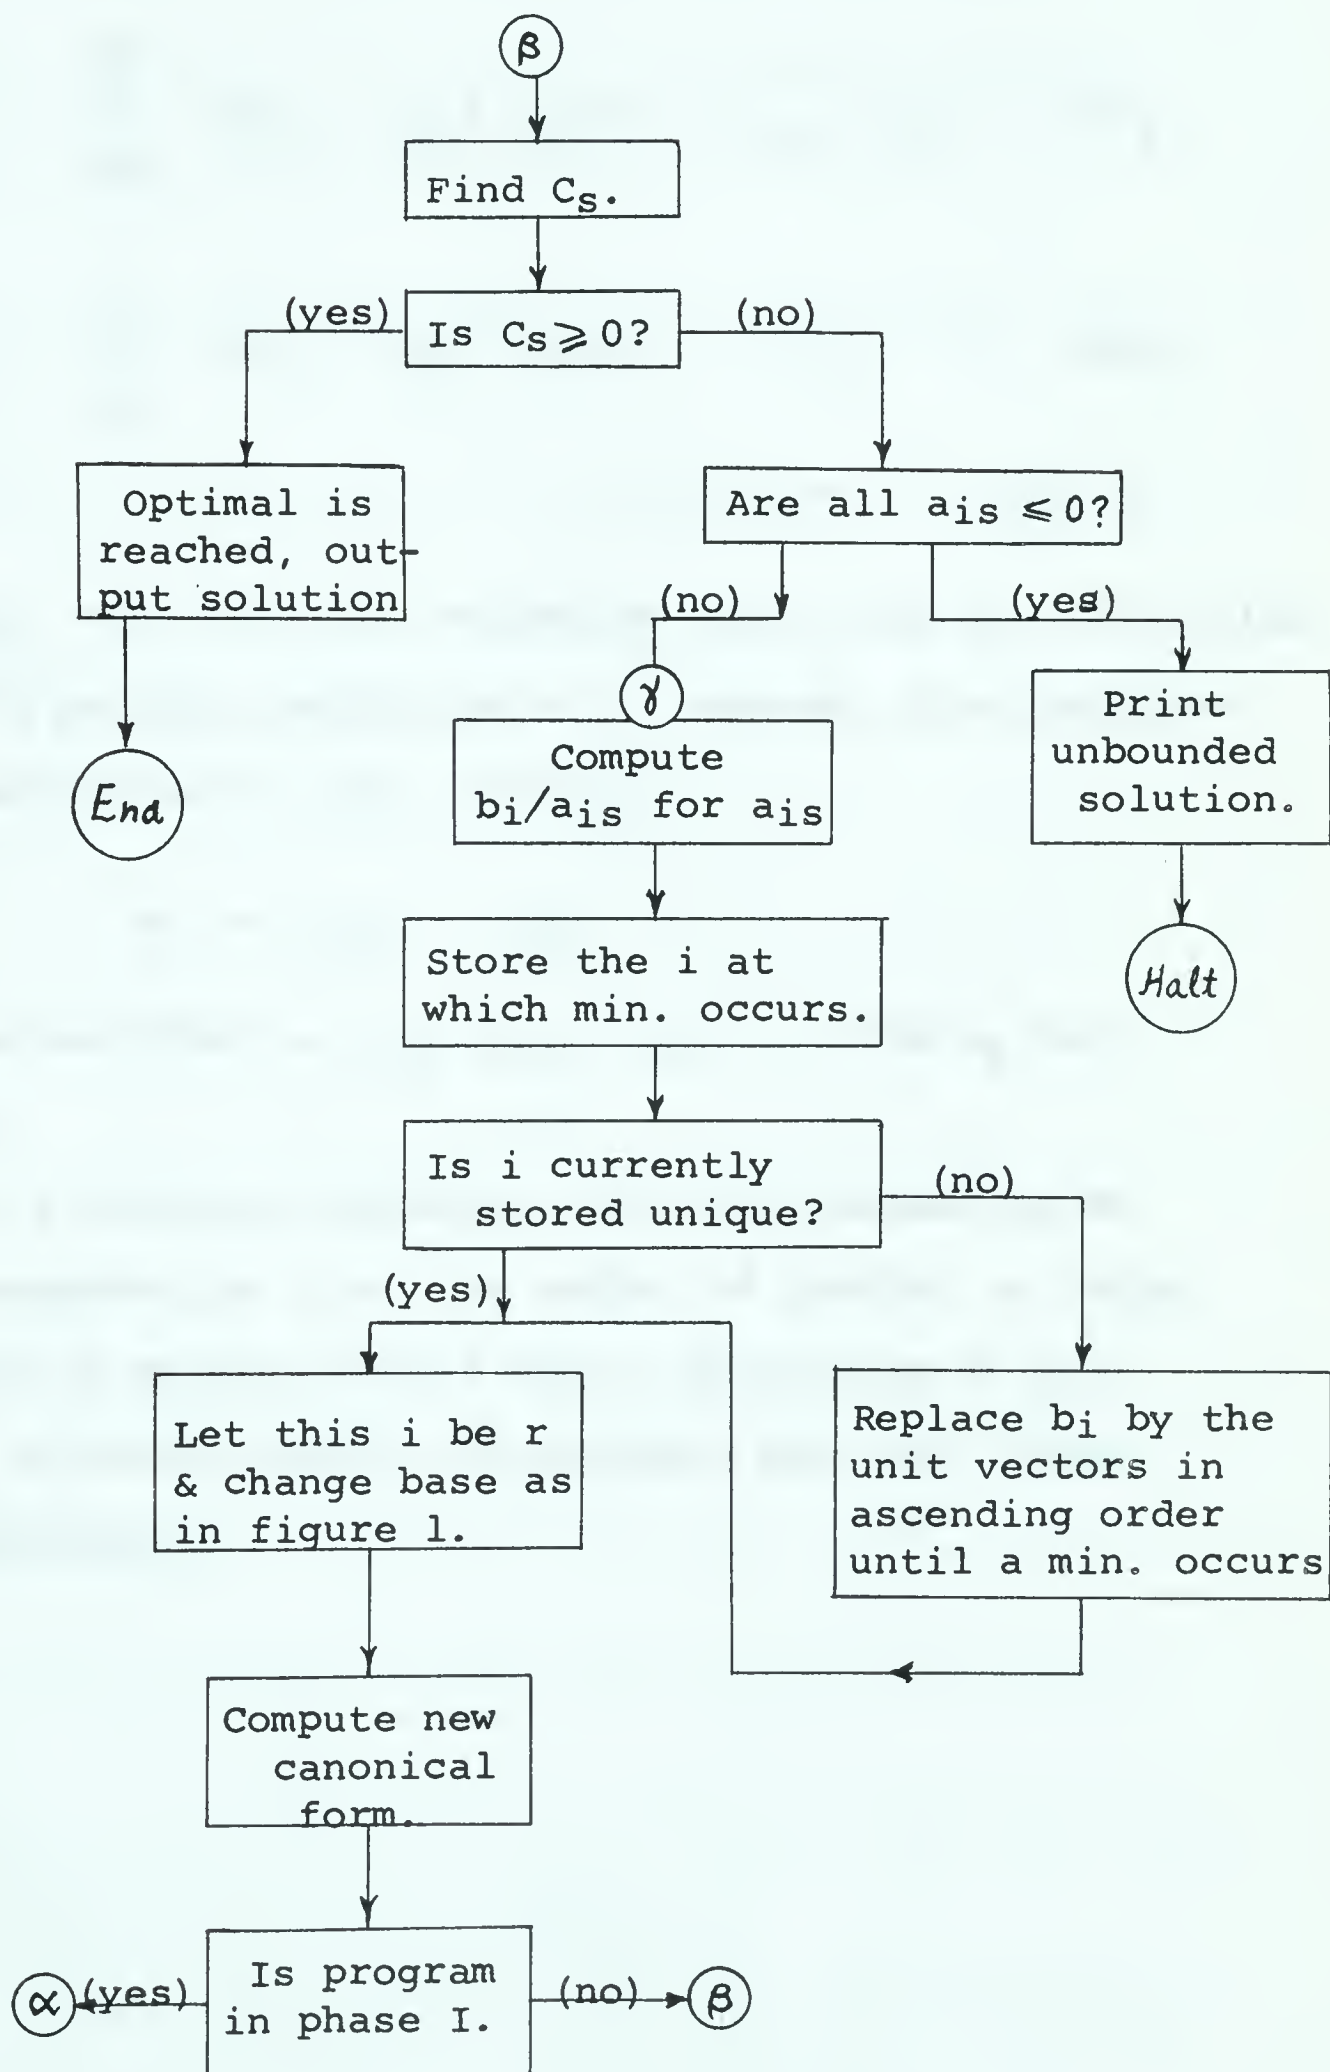 β
Find Cs.
(yes)
Is Cs ≥ 0?
(no)
Optimal is
reached, out-
put solution
End
Are all ais ≤ 0?
(no)
(yes)
γ
Compute
bi/ais for ais
Print
unbounded
solution.
Halt
Store the i at
which min. occurs.
Is i currently
stored unique?
(no)
(yes)
Let this i be r
& change base as
in figure 1.
Replace bi by the
unit vectors in
ascending order
until a min. occurs
Compute new
canonical
form.
α
(yes)
Is program
in phase I.
(no)
β